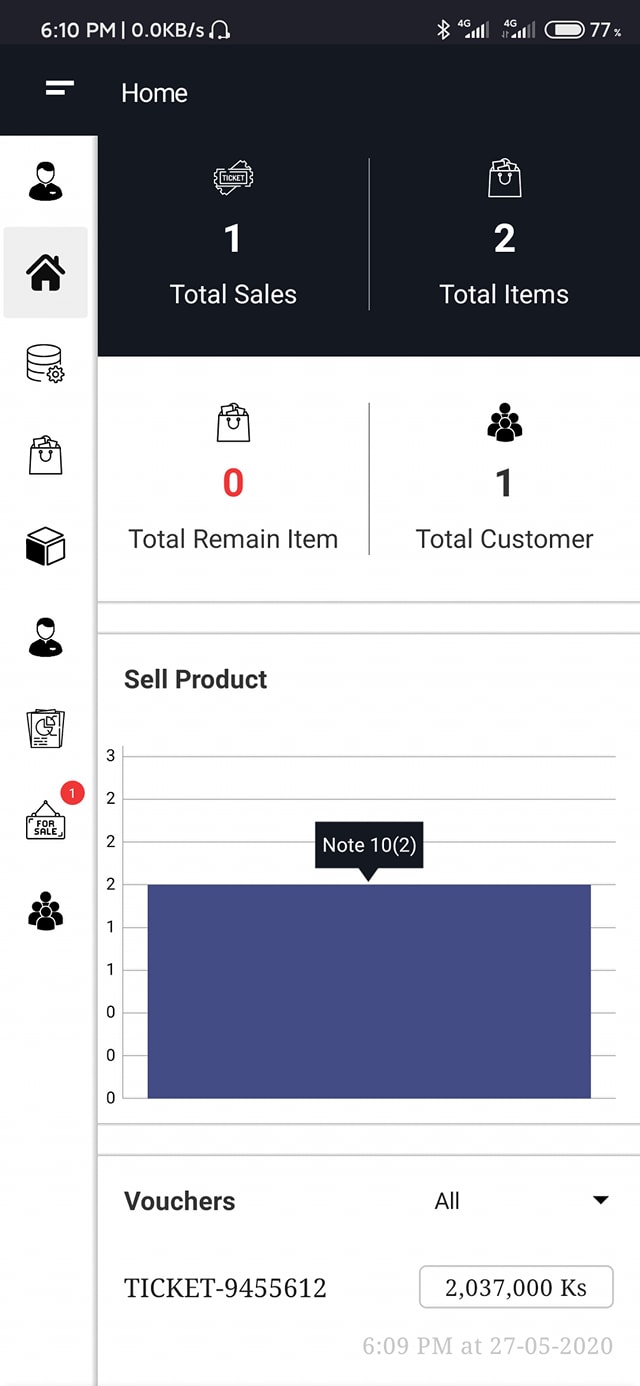 6:10 PM | 0.0KB/s 4G 4G 77%
Home
TICKET
1 2
Total Sales Total Items
0 1
Total Remain Item Total Customer
Sell Product
3
2
2
Note 10(2)
2
1
1
0
0
0
1
FOR
SALE
Vouchers All
TICKET-9455612 2,037,000 Ks
6:09 PM at 27-05-2020